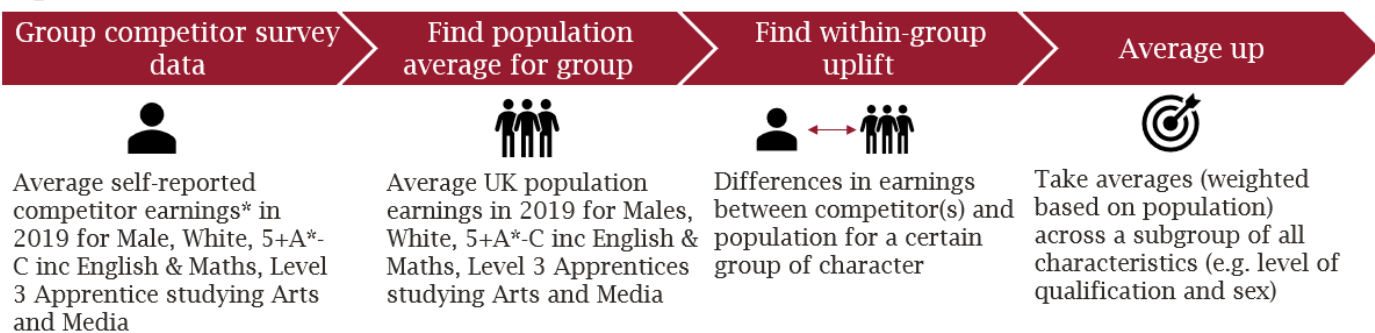 Group competitor survey
data
Find population
average for group
Find within-group
uplift
Average up
Average self-reported
competitor earnings* in
2019 for Male, White, 5+A*-
C inc English & Maths, Level
3 Apprentice studying Arts
and Media
Average UK population
earnings in 2019 for Males,
White, 5+A*-C inc English &
Maths, Level 3 Apprentices
studying Arts and Media
Differences in earnings
between competitor(s) and
population for a certain
group of character
Take averages (weighted
based on population)
across a subgroup of all
characteristics (e.g. level of
qualification and sex)